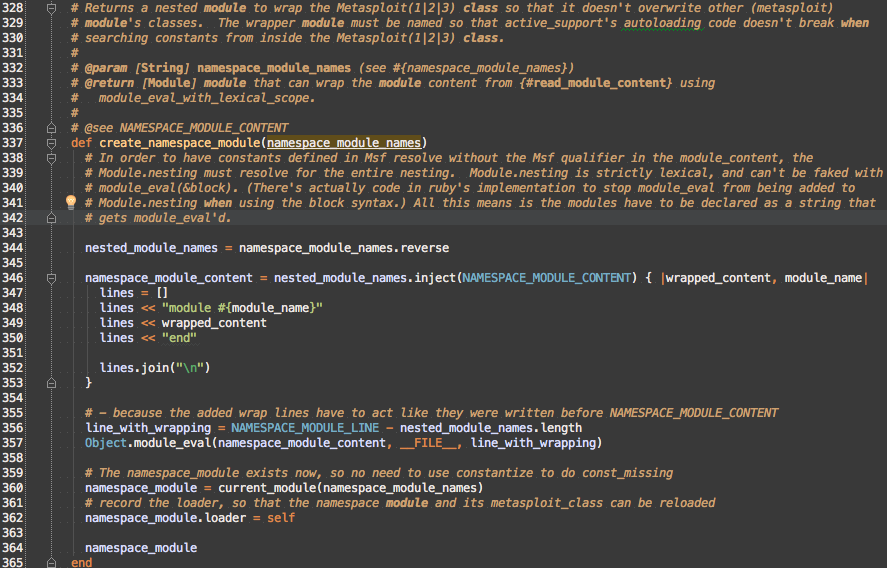 328 # Returns a nested module to wrap the Metasploit(1|2|3) class so that it doesn't overwrite other (metasploit)
329 # module's classes.  The wrapper module must be named so that active_support's autoloading code doesn't break when
330 # searching constants from inside the Metasploit(1|2|3) class.
331 #
332 # @param [String] namespace_module_names (see #{namespace_module_names})
333 # @return [Module] module that can wrap the module content from {#read_module_content} using
334 #   module_eval_with_lexical_scope.
335 #
336 # @see NAMESPACE_MODULE_CONTENT
337 def create_namespace_module(namespace_module_names)
338   # In order to have constants defined in Msf resolve without the Msf qualifier in the module_content, the
339   # Module.nesting must resolve for the entire nesting.  Module.nesting is strictly lexical, and can't be faked with
340   # module_eval(&block). (There's actually code in ruby's implementation to stop module_eval from being added to
341   # Module.nesting when using the block syntax.) All this means is the modules have to be declared as a string that
342   # gets module_eval'd.
343
344   nested_module_names = namespace_module_names.reverse
345
346   namespace_module_content = nested_module_names.inject(NAMESPACE_MODULE_CONTENT) { |wrapped_content, module_name|
347     lines = []
348     lines << "module #{module_name}"
349     lines << wrapped_content
350     lines << "end"
351
352     lines.join("\n")
353   }
354
355   # - because the added wrap lines have to act like they were written before NAMESPACE_MODULE_CONTENT
356   line_with_wrapping = NAMESPACE_MODULE_LINE - nested_module_names.length
357   Object.module_eval(namespace_module_content, __FILE__, line_with_wrapping)
358
359   # The namespace_module exists now, so no need to use constantize to do const_missing
360   namespace_module = current_module(namespace_module_names)
361   # record the loader, so that the namespace module and its metasploit_class can be reloaded
362   namespace_module.loader = self
363
364   namespace_module
365 end